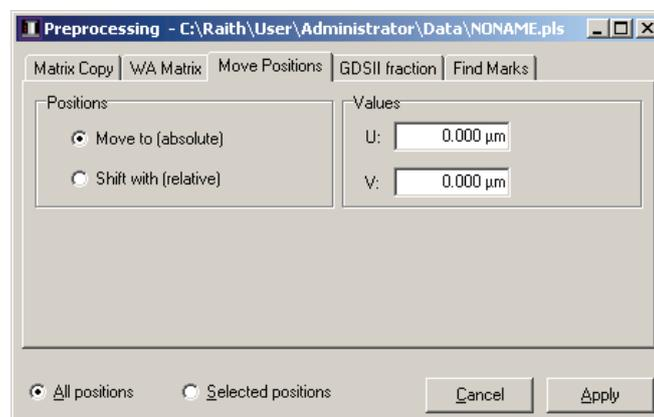 Preprocessing - C:\Raith\User\Administrator\Data\NONAME.pls
Matrix Copy WA Matrix Move Positions GDSII fraction Find Marks
Positions Values
Move to (absolute) U: 0.000 µm
Shift with (relative) V: 0.000 µm
All positions Selected positions Cancel Apply